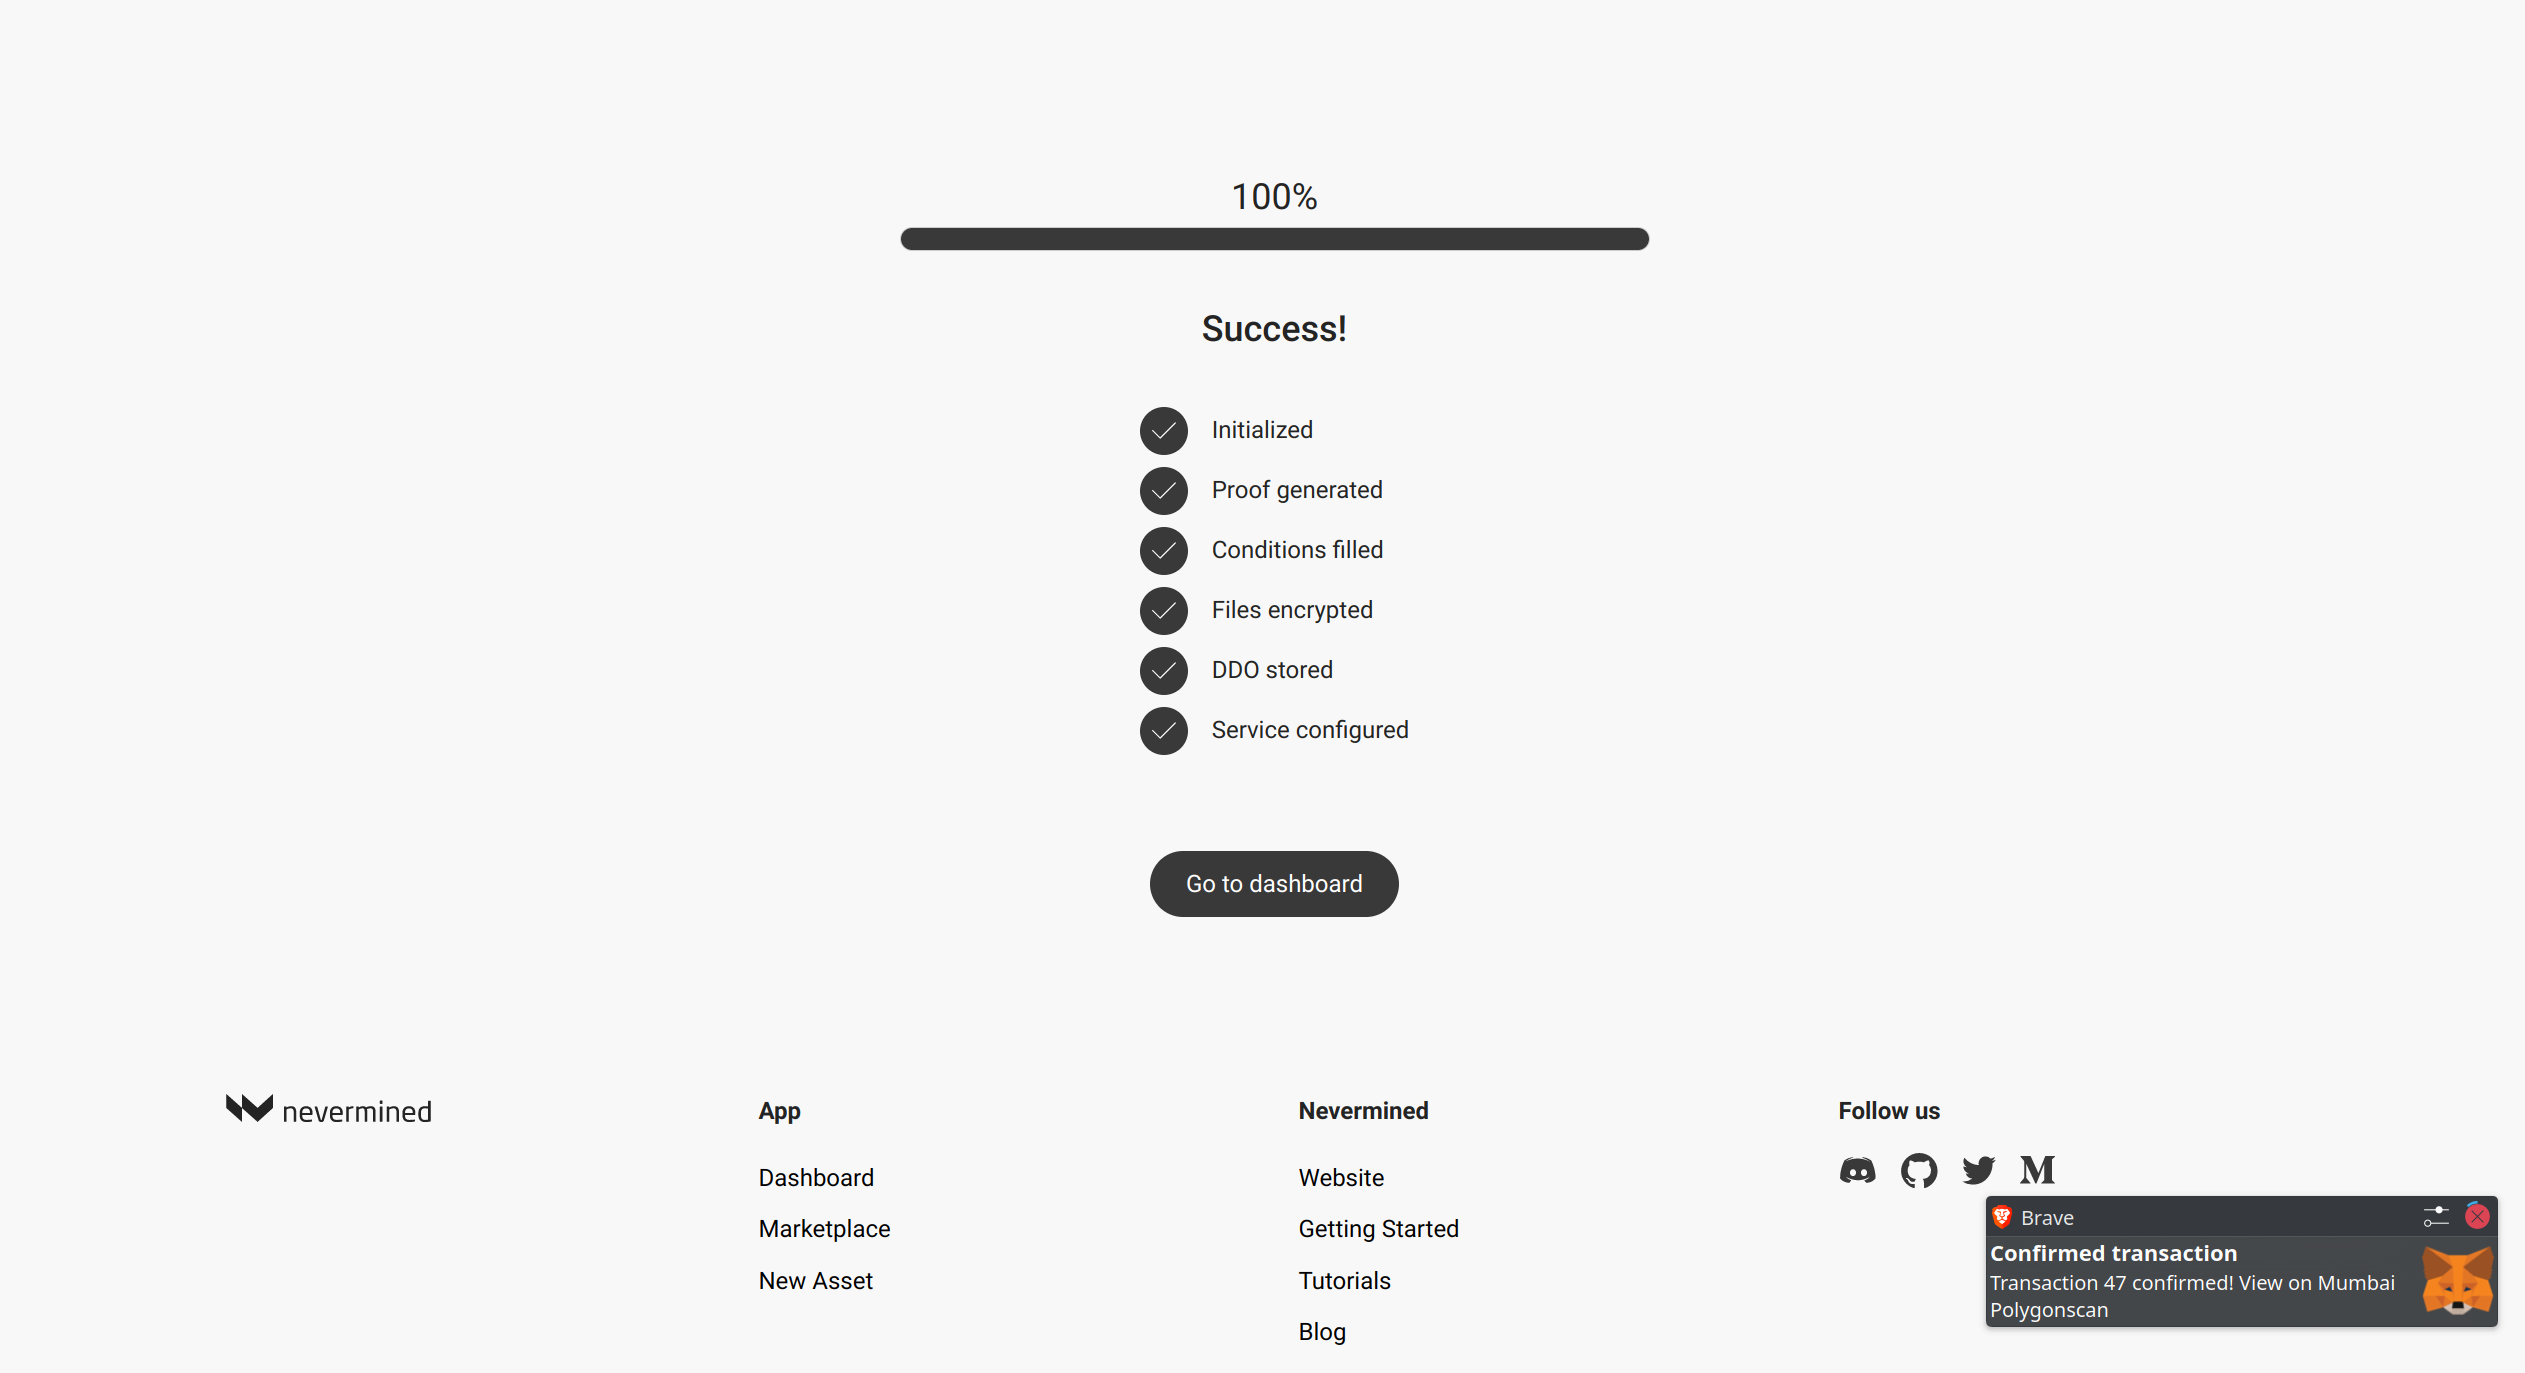 100%
Success!
Initialized
Proof generated
Conditions filled
Files encrypted
DDO stored
Service configured
Go to dashboard
nevermined
App
Dashboard
Marketplace
New Asset
Nevermined
Website
Getting Started
Tutorials
Blog
Follow us
Brave
Confirmed transaction
Transaction 47 confirmed! View on Mumbai
Polygonscan